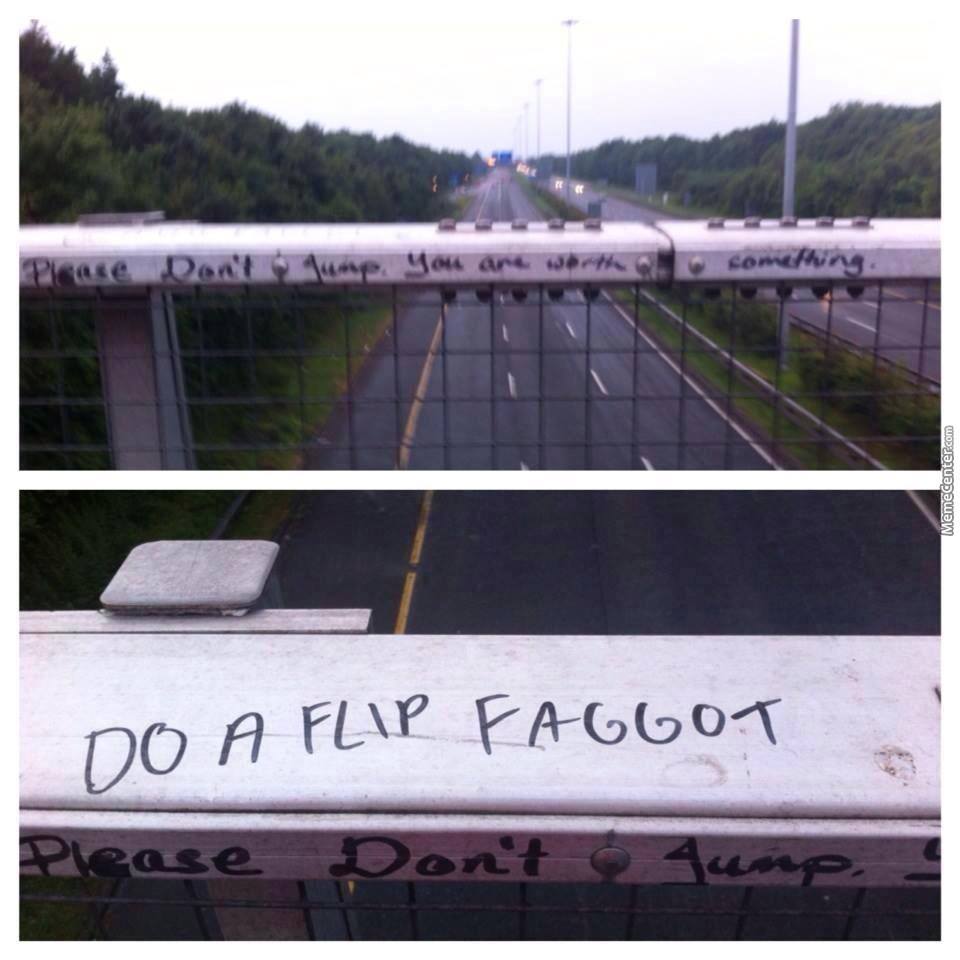 Please Don't Jump. You are worth something.
DO A FLIP FAGGOT
Please Don't Jump. Y
MemeCenter.com